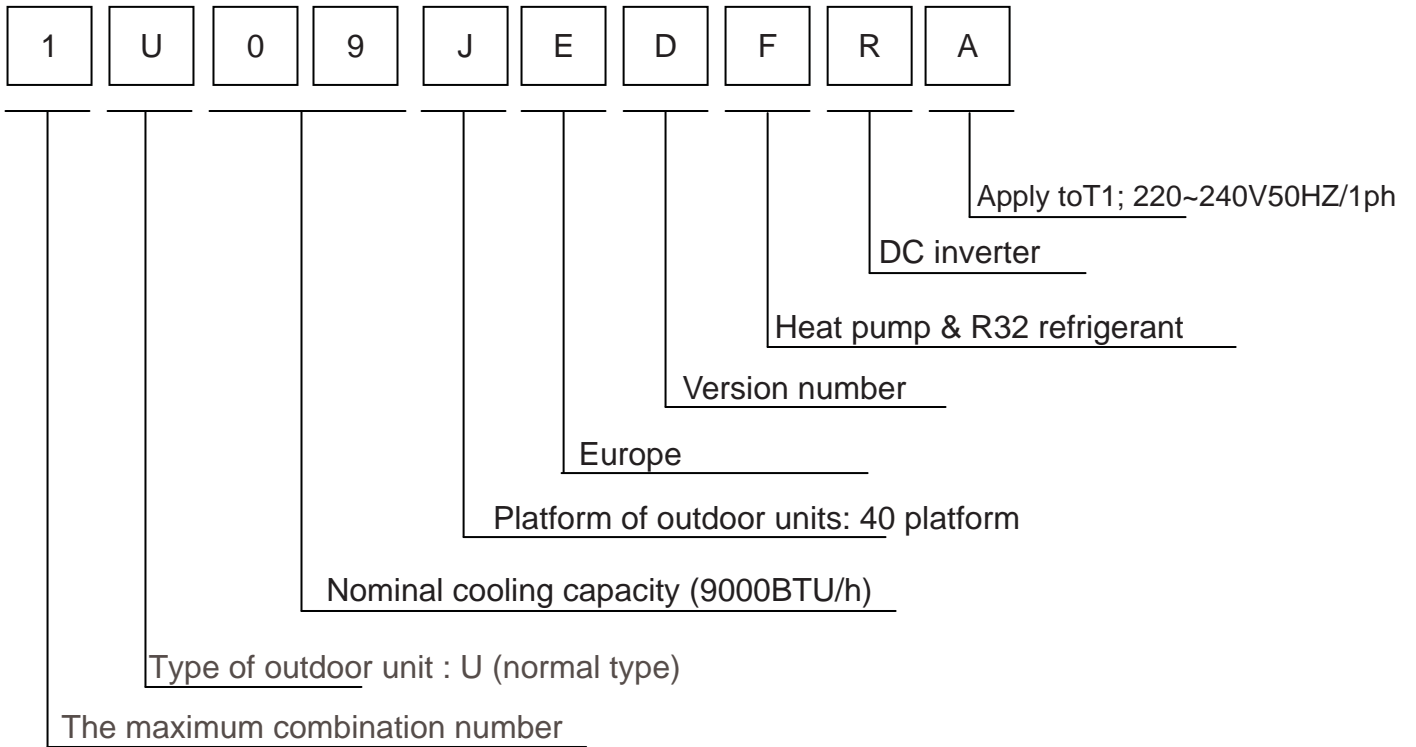 1 U 0 9 J E D F R A
Apply toT1; 220~240V50HZ/1ph
DC inverter
Heat pump & R32 refrigerant
Version number
Europe
Platform of outdoor units: 40 platform
Nominal cooling capacity (9000BTU/h)
Type of outdoor unit : U (normal type)
The maximum combination number